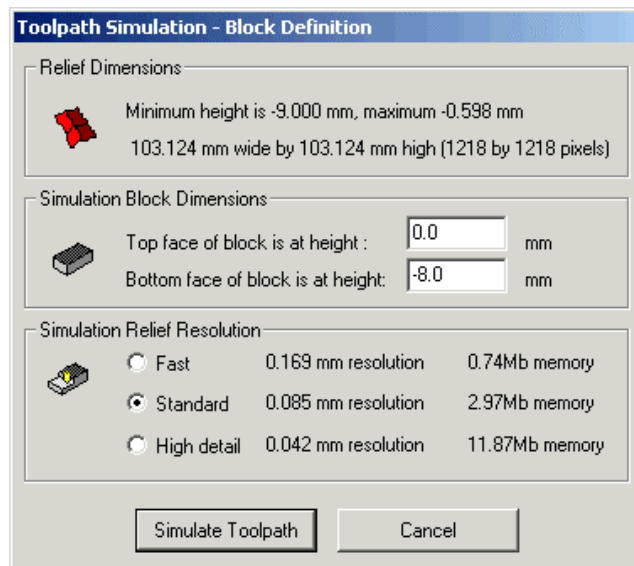 Toolpath Simulation - Block Definition
Relief Dimensions
Minimum height is -9.000 mm, maximum -0.598 mm
103.124 mm wide by 103.124 mm high (1218 by 1218 pixels)
Simulation Block Dimensions
Top face of block is at height : 0.0 mm
Bottom face of block is at height: -8.0 mm
Simulation Relief Resolution
Fast 0.169 mm resolution 0.74Mb memory
Standard 0.085 mm resolution 2.97Mb memory
High detail 0.042 mm resolution 11.87Mb memory
Simulate Toolpath Cancel